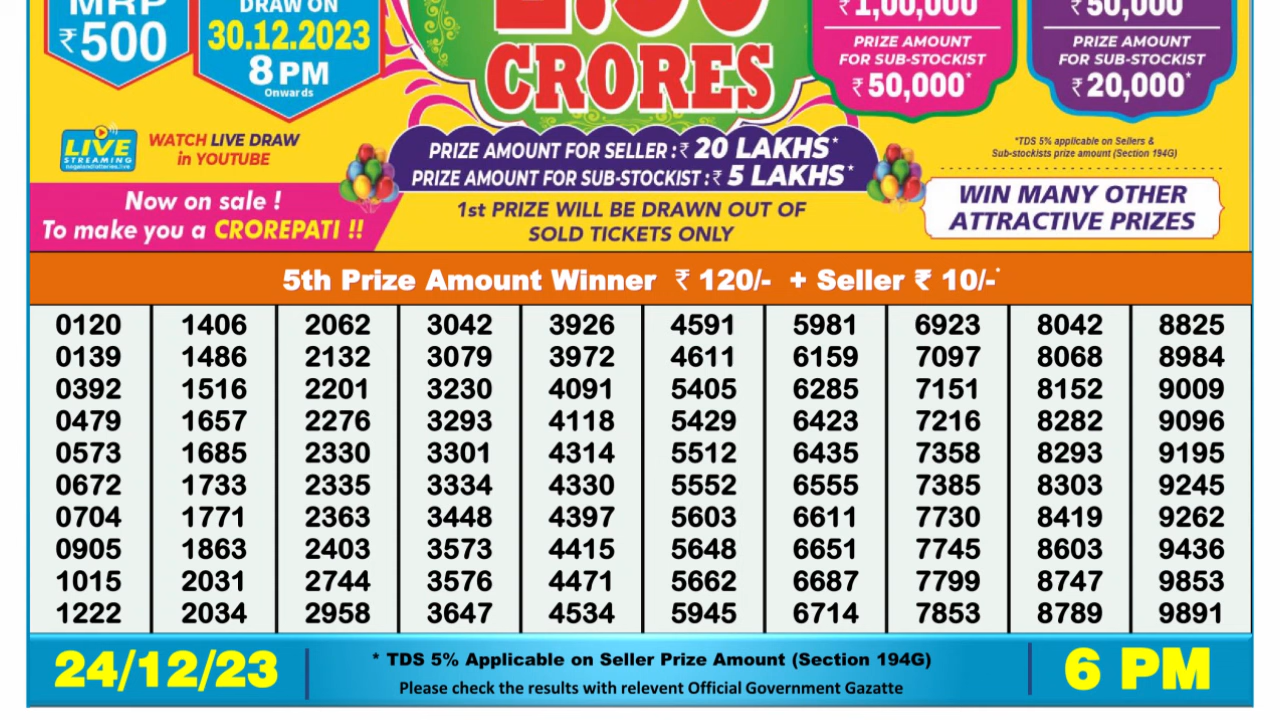 MRP
₹500
DRAW ON
30.12.2023
8 PM
Onwards
CRORES
₹1,00,000
PRIZE AMOUNT
FOR SUB-STOCKIST
₹50,000*
₹50,000
PRIZE AMOUNT
FOR SUB-STOCKIST
₹20,000*
LIVE
STREAMING
WATCH LIVE DRAW
in YOUTUBE
PRIZE AMOUNT FOR SELLER :₹ 20 LAKHS*
PRIZE AMOUNT FOR SUB-STOCKIST :₹ 5 LAKHS*
*TDS 5% applicable on Sellers &
Sub-stockists prize amount (Section 194G)
Now on sale !
To make you a CROREPATI !!
1st PRIZE WILL BE DRAWN OUT OF
SOLD TICKETS ONLY
WIN MANY OTHER
ATTRACTIVE PRIZES
5th Prize Amount Winner ₹ 120/- + Seller ₹ 10/-*
0120 1406 2062 3042 3926 4591 5981 6923 8042 8825
0139 1486 2132 3079 3972 4611 6159 7097 8068 8984
0392 1516 2201 3230 4091 5405 6285 7151 8152 9009
0479 1657 2276 3293 4118 5429 6423 7216 8282 9096
0573 1685 2330 3301 4314 5512 6435 7358 8293 9195
0672 1733 2335 3334 4330 5552 6555 7385 8303 9245
0704 1771 2363 3448 4397 5603 6611 7730 8419 9262
0905 1863 2403 3573 4415 5648 6651 7745 8603 9436
1015 2031 2744 3576 4471 5662 6687 7799 8747 9853
1222 2034 2958 3647 4534 5945 6714 7853 8789 9891
24/12/23
* TDS 5% Applicable on Seller Prize Amount (Section 194G)
Please check the results with relevent Official Government Gazatte
6 PM